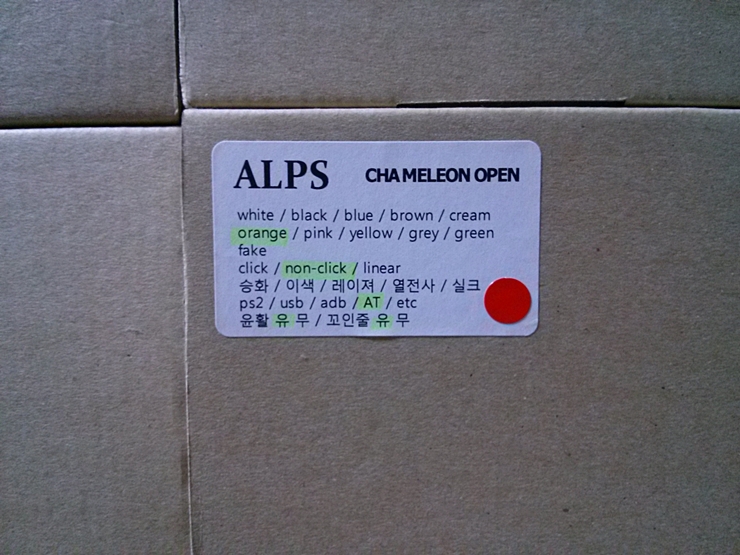 ALPS CHAMELEON OPEN
white / black / blue / brown / cream
orange / pink / yellow / grey / green
fake
click / non-click / linear
승화 / 이색 / 레이져 / 열전사 / 실크
ps2 / usb / adb / AT / etc
윤활 유 무 / 꼬인줄 유 무